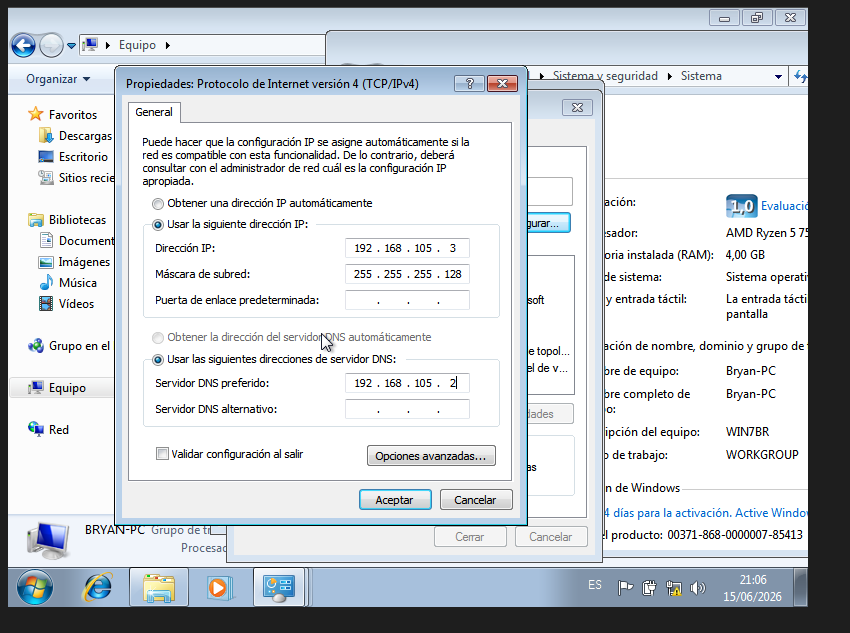 Equipo
Organizar
Sistema y seguridad
Sistema
Favoritos
Descargas
Escritorio
Sitios recie
Bibliotecas
Document
Imágenes
Música
Vídeos
Grupo en el
Equipo
Red
BRYAN-PC Grupo de tr
Procesad
Propiedades: Protocolo de Internet versión 4 (TCP/IPv4)
General
Puede hacer que la configuración IP se asigne automáticamente si la
red es compatible con esta funcionalidad. De lo contrario, deberá
consultar con el administrador de red cuál es la configuración IP
apropiada.
Obtener una dirección IP automáticamente
Usar la siguiente dirección IP:
Dirección IP: 192 . 168 . 105 . 3
Máscara de subred: 255 . 255 . 255 . 128
Puerta de enlace predeterminada: . . .
Obtener la dirección del servidor DNS automáticamente
Usar las siguientes direcciones de servidor DNS:
Servidor DNS preferido: 192 . 168 . 105 . 2
Servidor DNS alternativo: . . .
Validar configuración al salir
Opciones avanzadas...
Aceptar
Cancelar
gurar...
soft
e topol...
el de v...
dades
as
Cerrar
Cancelar
ación:
1,0 Evaluació
esador: AMD Ryzen 5 75
oria instalada (RAM): 4,00 GB
de sistema: Sistema operati
y entrada táctil: La entrada táctil
pantalla
ación de nombre, dominio y grupo de
re de equipo: Bryan-PC
re completo de Bryan-PC
po:
ipción del equipo: WIN7BR
o de trabajo: WORKGROUP
n de Windows
4 días para la activación. Active Window
l producto: 00371-868-0000007-85413
ES
21:06
15/06/2026